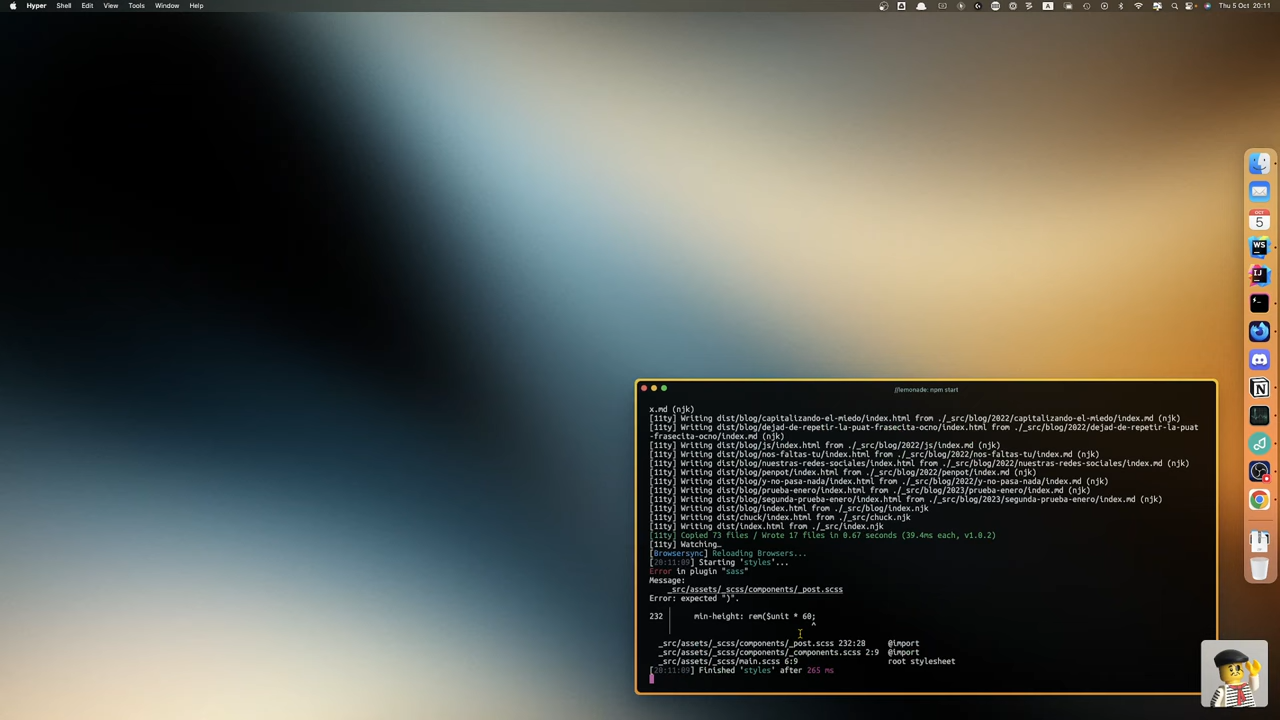 Hyper Shell Edit View Tools Window Help
A
Thu 5 Oct 20:11
OCT
5
WS
IJ
//lemonade: npm start
x.md (njk)
[11ty] Writing dist/blog/capitalizando-el-miedo/index.html from ./_src/blog/2022/capitalizando-el-miedo/index.md (njk)
[11ty] Writing dist/blog/dejad-de-repetir-la-puat-frasecita-ocno/index.html from ./_src/blog/2022/dejad-de-repetir-la-puat
-frasecita-ocno/index.md (njk)
[11ty] Writing dist/blog/js/index.html from ./_src/blog/2022/js/index.md (njk)
[11ty] Writing dist/blog/nos-faltas-tu/index.html from ./_src/blog/2022/nos-faltas-tu/index.md (njk)
[11ty] Writing dist/blog/nuestras-redes-sociales/index.html from ./_src/blog/2022/nuestras-redes-sociales/index.md (njk)
[11ty] Writing dist/blog/penpot/index.html from ./_src/blog/2022/penpot/index.md (njk)
[11ty] Writing dist/blog/y-no-pasa-nada/index.html from ./_src/blog/2022/y-no-pasa-nada/index.md (njk)
[11ty] Writing dist/blog/prueba-enero/index.html from ./_src/blog/2023/prueba-enero/index.md (njk)
[11ty] Writing dist/blog/segunda-prueba-enero/index.html from ./_src/blog/2023/segunda-prueba-enero/index.md (njk)
[11ty] Writing dist/blog/index.html from ./_src/blog/index.njk
[11ty] Writing dist/chuck/index.html from ./_src/chuck.njk
[11ty] Writing dist/index.html from ./_src/index.njk
[11ty] Copied 73 files / Wrote 17 files in 0.67 seconds (39.4ms each, v1.0.2)
[11ty] Watching…
[Browsersync] Reloading Browsers...
[20:11:09] Starting 'styles'...
Error in plugin "sass"
Message:
_src/assets/_scss/components/_post.scss
Error: expected ")".
232 │ min-height: rem($unit * 60;
^
_src/assets/_scss/components/_post.scss 232:28 @import
_src/assets/_scss/components/_components.scss 2:9 @import
_src/assets/_scss/main.scss 6:9 root stylesheet
[20:11:09] Finished 'styles' after 265 ms